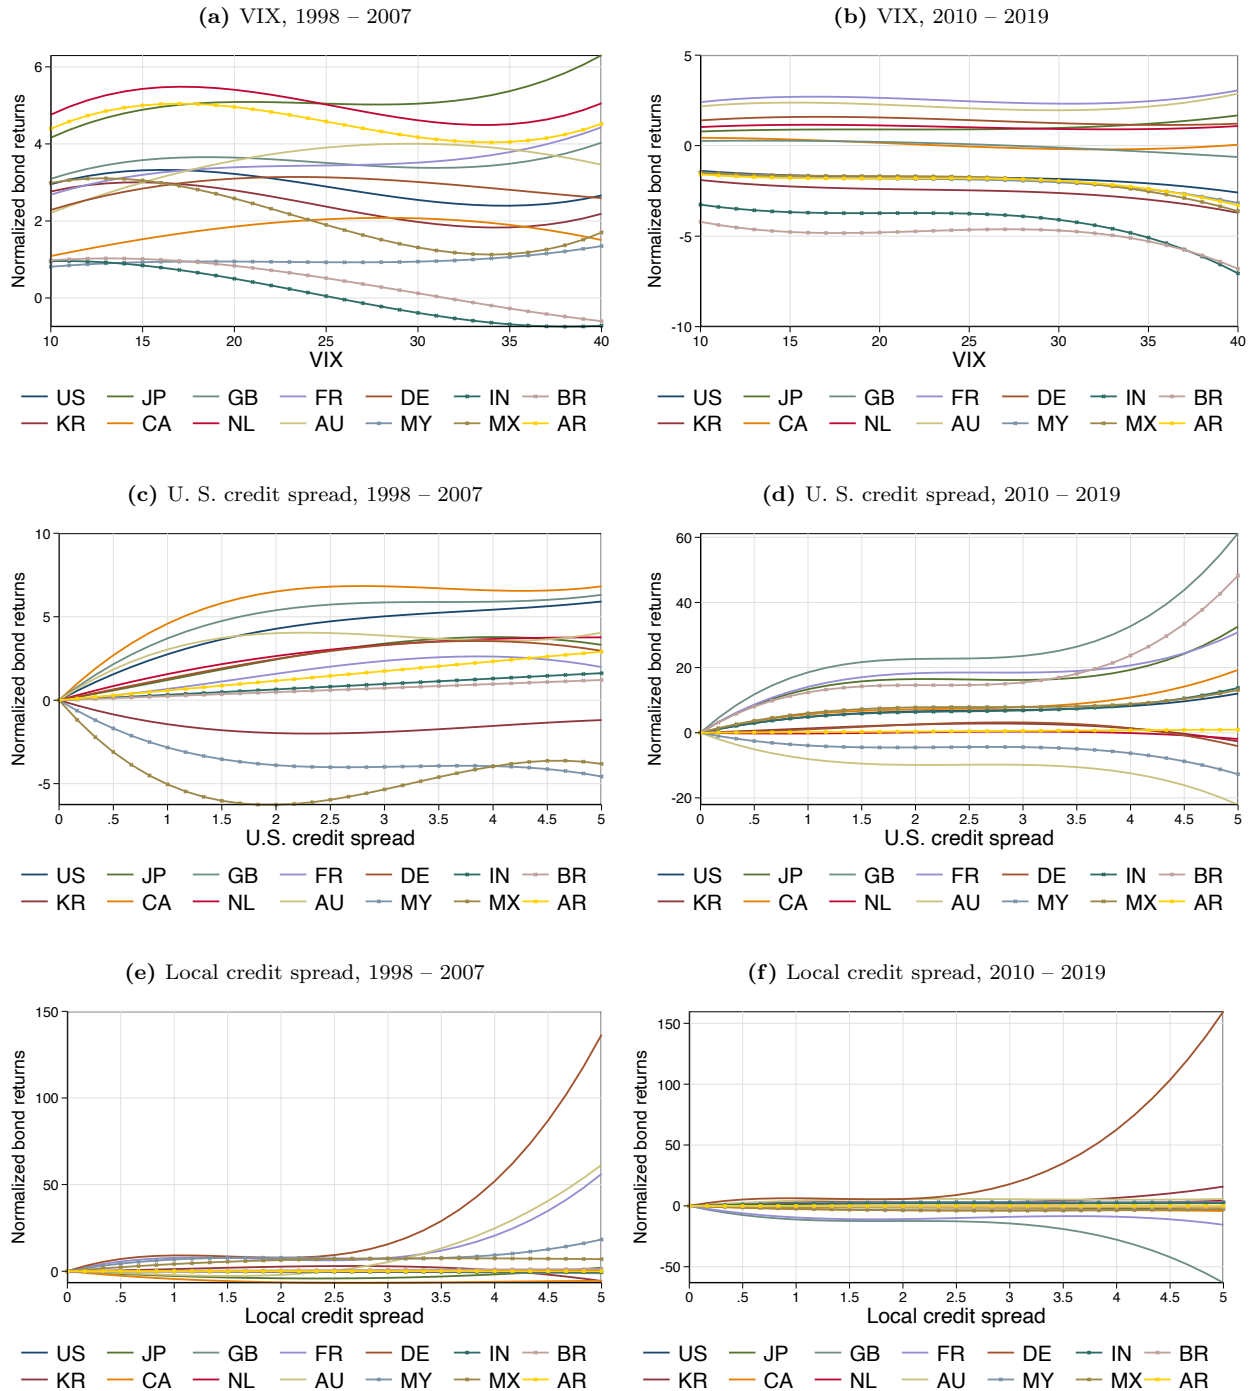 (a) VIX, 1998 – 2007
Normalized bond returns
6
4
2
0
10 15 20 25 30 35 40
VIX
US JP GB FR DE IN BR
KR CA NL AU MY MX AR
(b) VIX, 2010 – 2019
Normalized bond returns
5
0
-5
-10
10 15 20 25 30 35 40
VIX
US JP GB FR DE IN BR
KR CA NL AU MY MX AR
(c) U. S. credit spread, 1998 – 2007
Normalized bond returns
10
5
0
-5
0 .5 1 1.5 2 2.5 3 3.5 4 4.5 5
U.S. credit spread
US JP GB FR DE IN BR
KR CA NL AU MY MX AR
(d) U. S. credit spread, 2010 – 2019
Normalized bond returns
60
40
20
0
-20
0 .5 1 1.5 2 2.5 3 3.5 4 4.5 5
U.S. credit spread
US JP GB FR DE IN BR
KR CA NL AU MY MX AR
(e) Local credit spread, 1998 – 2007
Normalized bond returns
150
100
50
0
0 .5 1 1.5 2 2.5 3 3.5 4 4.5 5
Local credit spread
US JP GB FR DE IN BR
KR CA NL AU MY MX AR
(f) Local credit spread, 2010 – 2019
Normalized bond returns
150
100
50
0
-50
0 .5 1 1.5 2 2.5 3 3.5 4 4.5 5
Local credit spread
US JP GB FR DE IN BR
KR CA NL AU MY MX AR